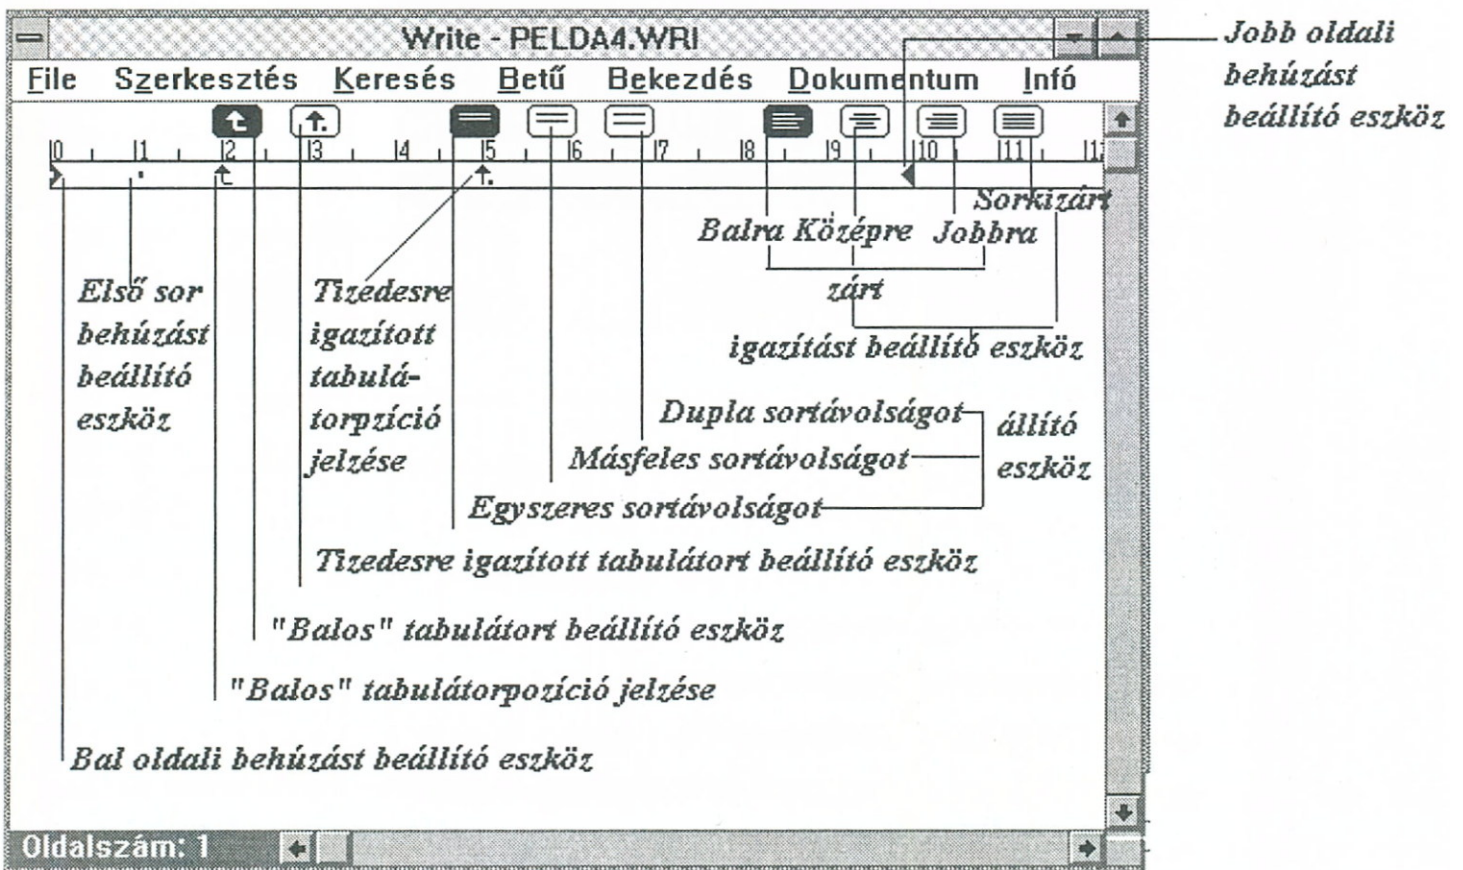 Write - PELDA4.WRI
File Szerkesztés Keresés Betű Bekezdés Dokumentum Infó
Jobb oldali
behúzást
beállító eszköz
0 1 2 3 4 5 6 7 8 9 10 11
Sorkizárt
Balra Középre Jobbra
zárt
igazítást beállító eszköz
Első sor
behúzást
beállító
eszköz
Tizedesre
igazított
tabulá-
torpzíció
jelzése
Dupla sortávolságot
Másfeles sortávolságot
Egyszeres sortávolságot
állító
eszköz
Tizedesre igazított tabulátort beállító eszköz
"Balos" tabulátort beállító eszköz
"Balos" tabulátorpozíció jelzése
Bal oldali behúzást beállító eszköz
Oldalszám: 1